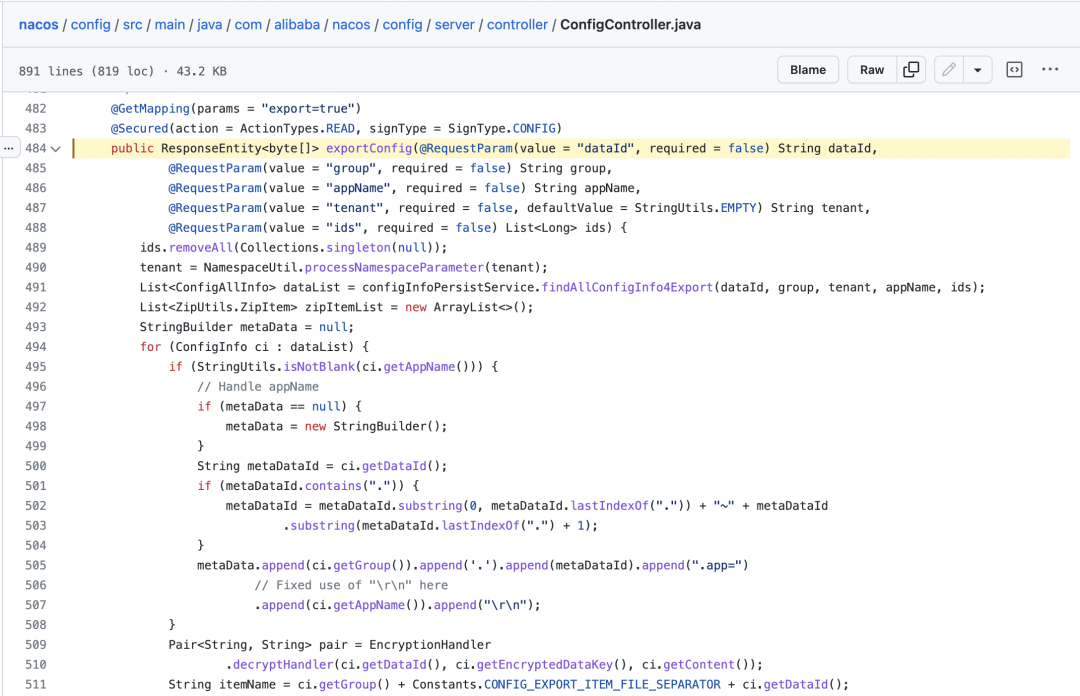 nacos / config / src / main / java / com / alibaba / nacos / config / server / controller / ConfigController.java
891 lines (819 loc) · 43.2 KB
Blame
Raw
482 @GetMapping(params = "export=true")
483 @Secured(action = ActionTypes.READ, signType = SignType.CONFIG)
484 public ResponseEntity<byte[]> exportConfig(@RequestParam(value = "dataId", required = false) String dataId,
485 @RequestParam(value = "group", required = false) String group,
486 @RequestParam(value = "appName", required = false) String appName,
487 @RequestParam(value = "tenant", required = false, defaultValue = StringUtils.EMPTY) String tenant,
488 @RequestParam(value = "ids", required = false) List<Long> ids) {
489 ids.removeAll(Collections.singleton(null));
490 tenant = NamespaceUtil.processNamespaceParameter(tenant);
491 List<ConfigAllInfo> dataList = configInfoPersistService.findAllConfigInfo4Export(dataId, group, tenant, appName, ids);
492 List<ZipUtils.ZipItem> zipItemList = new ArrayList<>();
493 StringBuilder metaData = null;
494 for (ConfigInfo ci : dataList) {
495 if (StringUtils.isNotBlank(ci.getAppName())) {
496 // Handle appName
497 if (metaData == null) {
498 metaData = new StringBuilder();
499 }
500 String metaDataId = ci.getDataId();
501 if (metaDataId.contains(".")) {
502 metaDataId = metaDataId.substring(0, metaDataId.lastIndexOf(".")) + "~" + metaDataId
503 .substring(metaDataId.lastIndexOf(".") + 1);
504 }
505 metaData.append(ci.getGroup()).append('.').append(metaDataId).append(".app=")
506 // Fixed use of "\r\n" here
507 .append(ci.getAppName()).append("\r\n");
508 }
509 Pair<String, String> pair = EncryptionHandler
510 .decryptHandler(ci.getDataId(), ci.getEncryptedDataKey(), ci.getContent());
511 String itemName = ci.getGroup() + Constants.CONFIG_EXPORT_ITEM_FILE_SEPARATOR + ci.getDataId();